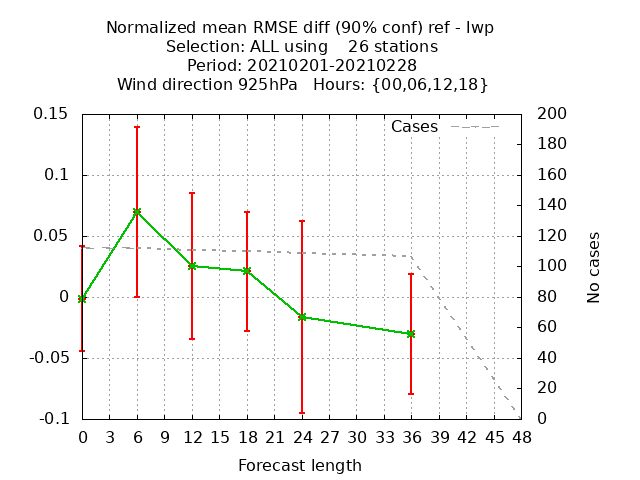 Normalized mean RMSE diff (90% conf) ref - lwp
Selection: ALL using    26 stations
Period: 20210201-20210228
Wind direction 925hPa   Hours: {00,06,12,18}
Cases
0.15
0.1
0.05
0
-0.05
-0.1
200
180
160
140
120
100
80
60
40
20
0
No cases
0 3 6 9 12 15 18 21 24 27 30 33 36 39 42 45 48
Forecast length